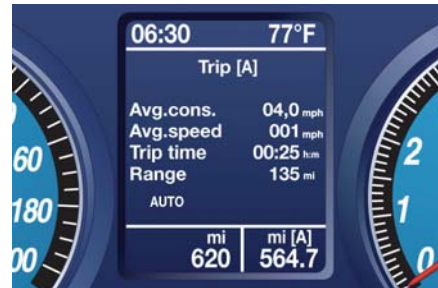 06:30 77°F
Trip [A]
Avg.cons. 04,0 mph
Avg.speed 001 mph
Trip time 00:25 h:m
Range 135 mi
AUTO
mi mi [A]
620 564.7
60
180
00
2
1
0